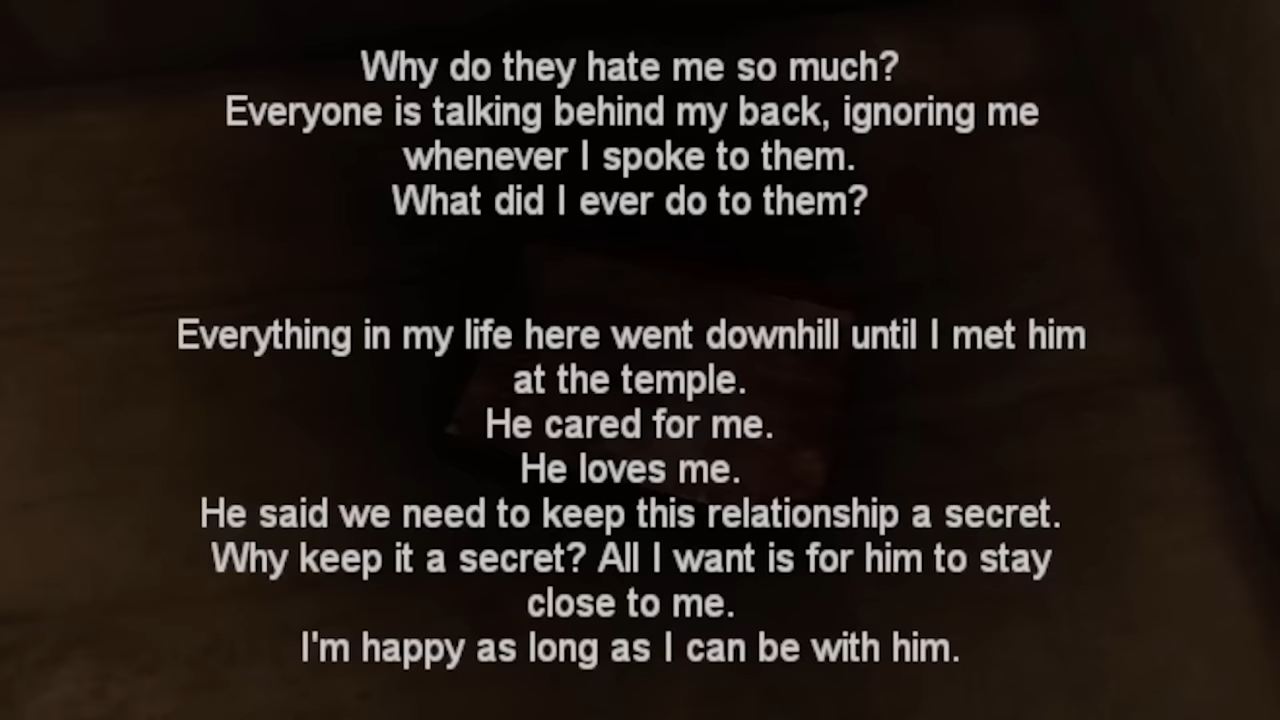 Why do they hate me so much?
Everyone is talking behind my back, ignoring me
whenever I spoke to them.
What did I ever do to them?
Everything in my life here went downhill until I met him
at the temple.
He cared for me.
He loves me.
He said we need to keep this relationship a secret.
Why keep it a secret? All I want is for him to stay
close to me.
I'm happy as long as I can be with him.